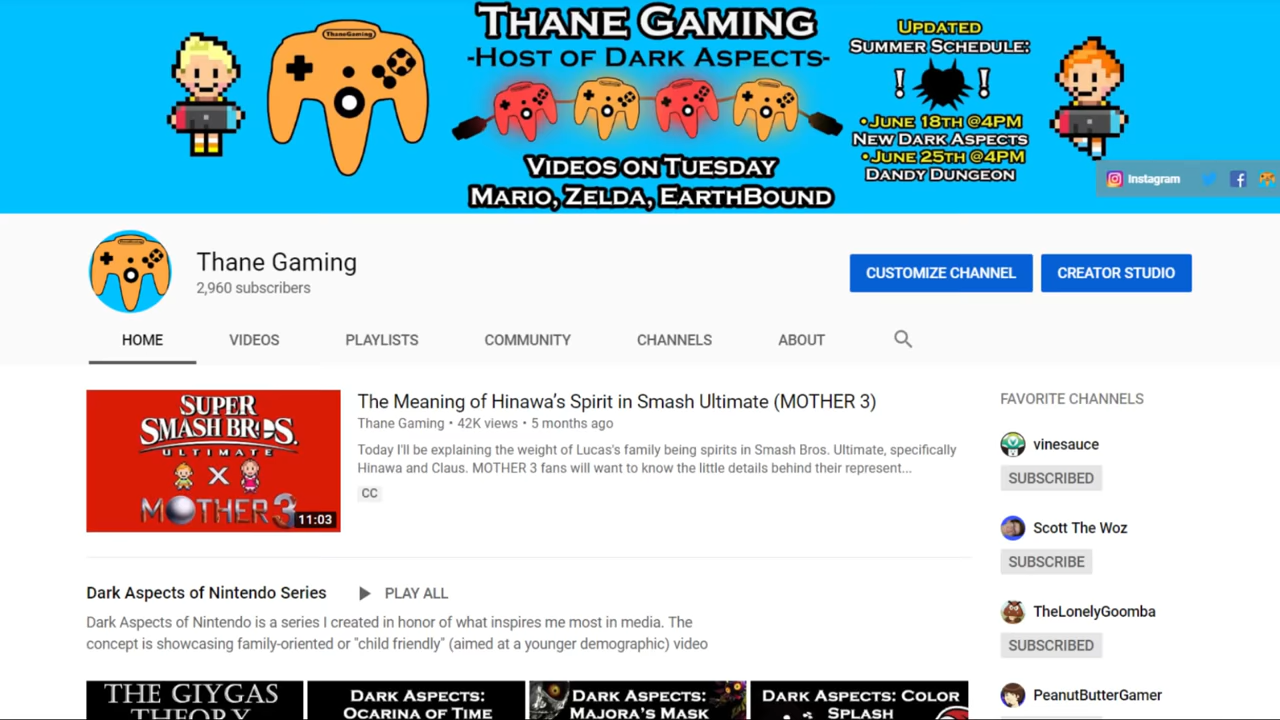 THANE GAMING
-HOST OF DARK ASPECTS-
VIDEOS ON TUESDAY
MARIO, ZELDA, EARTHBOUND
ThaneGaming
UPDATED
SUMMER SCHEDULE:
! !
•JUNE 18TH @4PM
NEW DARK ASPECTS
•JUNE 25TH @4PM
DANDY DUNGEON
Instagram
Thane Gaming
2,960 subscribers
CUSTOMIZE CHANNEL
CREATOR STUDIO
HOME VIDEOS PLAYLISTS COMMUNITY CHANNELS ABOUT
SUPER
SMASH BROS.
ULTIMATE
X
MOTHER 3
11:03
The Meaning of Hinawa's Spirit in Smash Ultimate (MOTHER 3)
Thane Gaming • 42K views • 5 months ago
Today I'll be explaining the weight of Lucas's family being spirits in Smash Bros. Ultimate, specifically
Hinawa and Claus. MOTHER 3 fans will want to know the little details behind their represent...
CC
FAVORITE CHANNELS
vinesauce
SUBSCRIBED
Scott The Woz
SUBSCRIBE
TheLonelyGoomba
SUBSCRIBED
PeanutButterGamer
Dark Aspects of Nintendo Series
PLAY ALL
Dark Aspects of Nintendo is a series I created in honor of what inspires me most in media. The
concept is showcasing family-oriented or "child friendly" (aimed at a younger demographic) video
THE GIYGAS
THEORY
DARK ASPECTS:
OCARINA OF TIME
DARK ASPECTS:
MAJORA'S MASK
DARK ASPECTS: COLOR
SPLASH